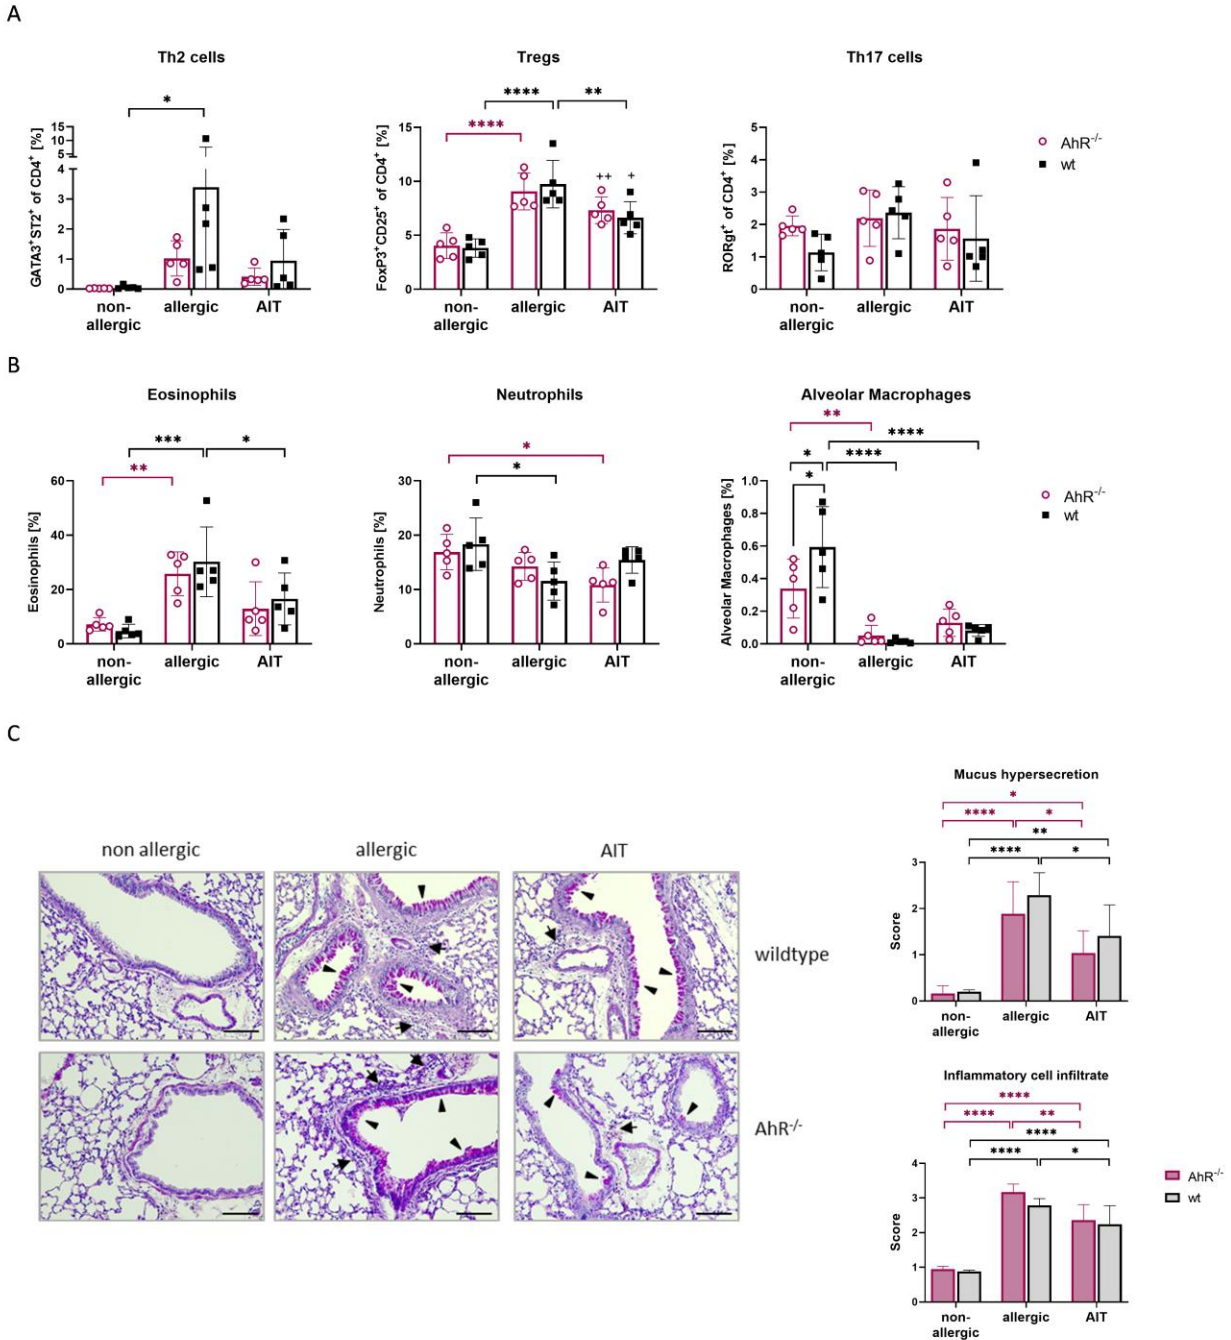 A
Th2 cells
Tregs
Th17 cells
*
**** **
****
++ +
GATA3+ST2+ of CD4+ [%]
15
10
5
4
3
2
1
0
non-allergic allergic AIT
FoxP3+CD25+ of CD4+ [%]
15
10
5
0
non-allergic allergic AIT
RORgt+ of CD4+ [%]
5
4
3
2
1
0
non-allergic allergic AIT
AhR-/-
wt
B
Eosinophils
Neutrophils
Alveolar Macrophages
*** *
**
Eosinophils [%]
60
40
20
0
non-allergic allergic AIT
*
*
Neutrophils [%]
30
20
10
0
non-allergic allergic AIT
**
****
* ****
*
Alveolar Macrophages [%]
1.0
0.8
0.6
0.4
0.2
0.0
non-allergic allergic AIT
AhR-/-
wt
C
non allergic allergic AIT
wildtype
AhR-/-
Mucus hypersecretion
*
**** *
**
**** *
Score
3
2
1
0
non-allergic allergic AIT
Inflammatory cell infiltrate
****
**** **
****
**** *
Score
4
3
2
1
0
non-allergic allergic AIT
AhR-/-
wt